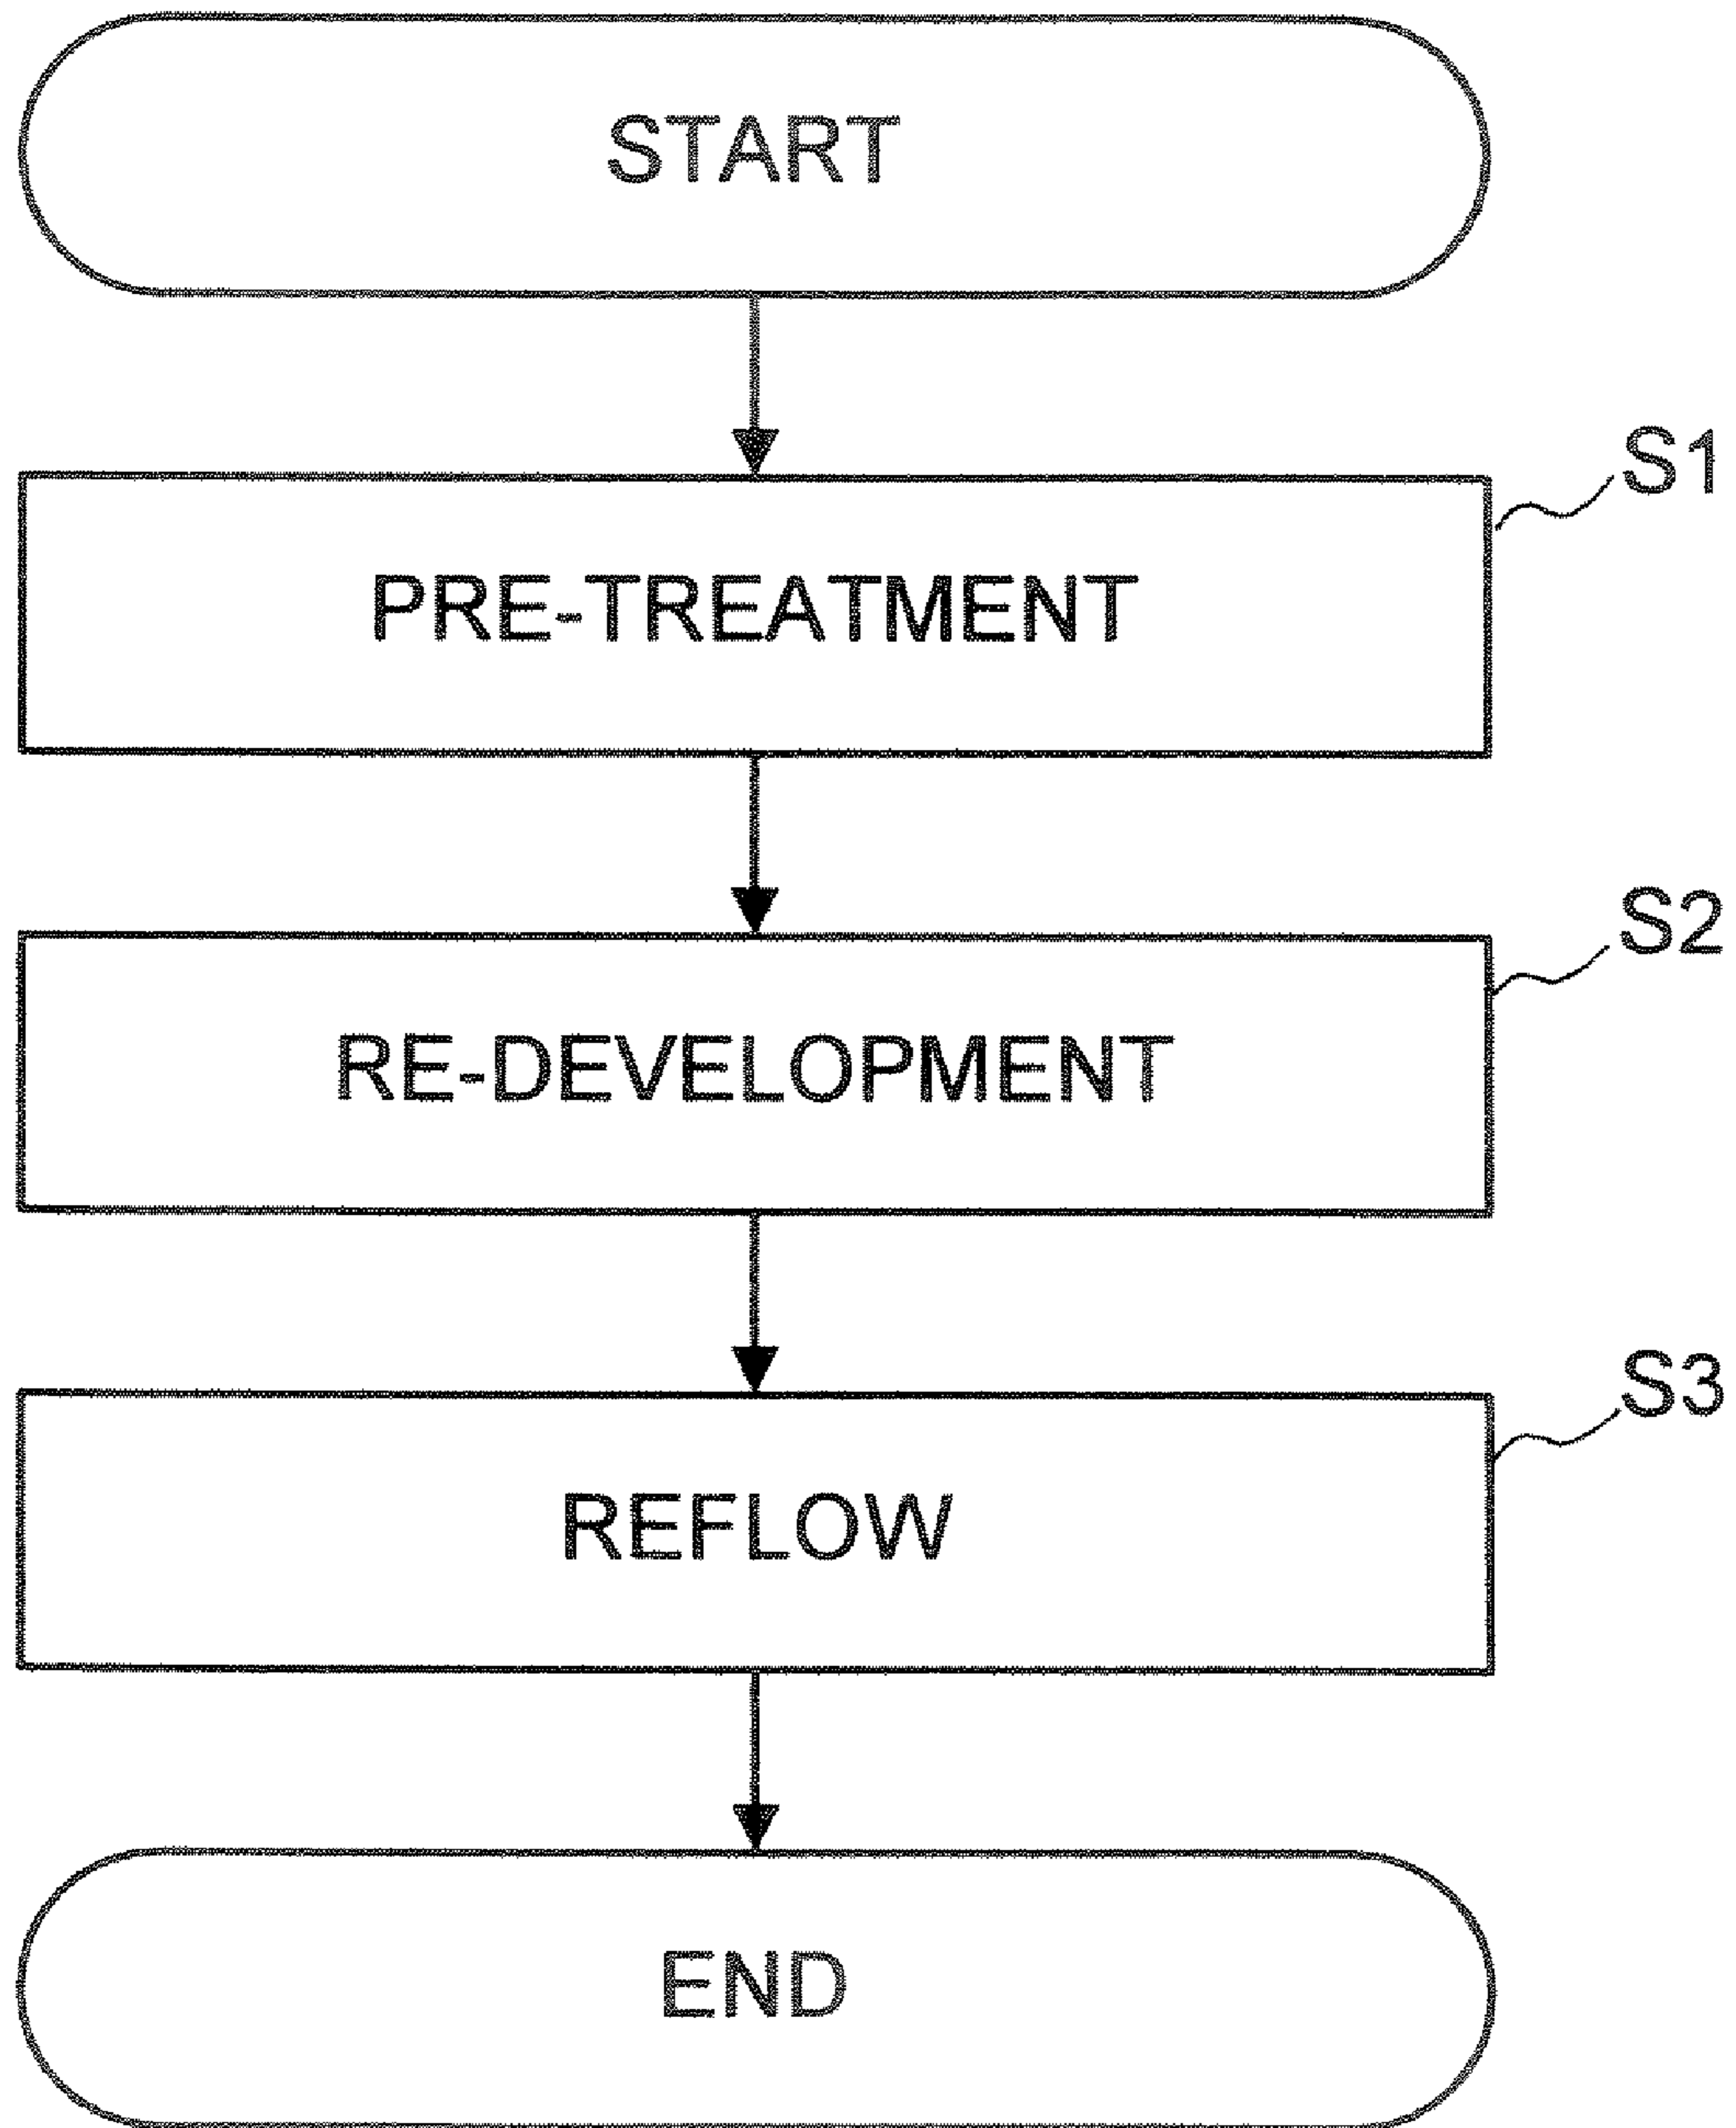 START
S1
PRE-TREATMENT
S2
RE-DEVELOPMENT
S3
REFLOW
END